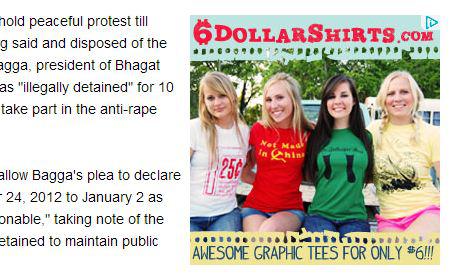 hold peaceful protest till
g said and disposed of the
agga, president of Bhagat
as "illegally detained" for 10
take part in the anti-rape
allow Bagga's plea to declare
r 24, 2012 to January 2 as
onable," taking note of the
etained to maintain public
6DOLLARSHIRTS.COM
25¢
Not Made
in China
AWESOME GRAPHIC TEES FOR ONLY $6!!!